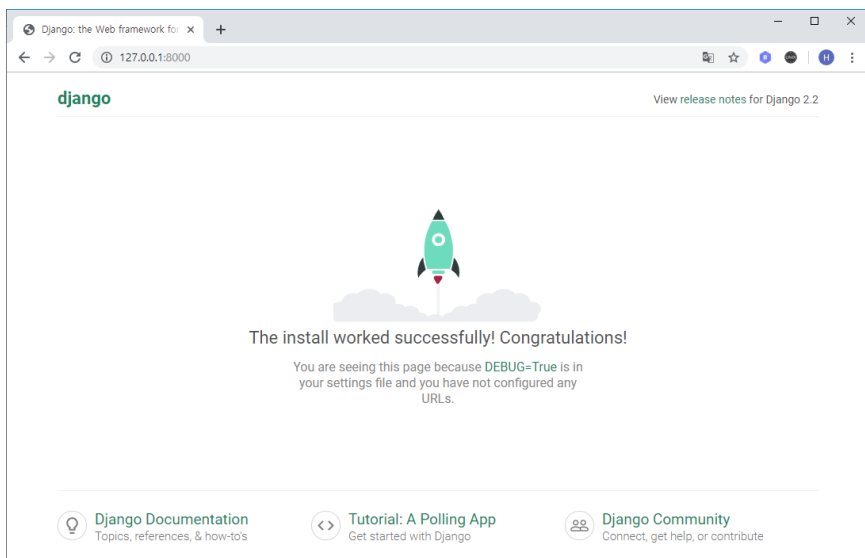 Django: the Web framework for
127.0.0.1:8000
H
django
View release notes for Django 2.2
The install worked successfully! Congratulations!
You are seeing this page because DEBUG=True is in
your settings file and you have not configured any
URLs.
Django Documentation
Topics, references, & how-to's
Tutorial: A Polling App
Get started with Django
Django Community
Connect, get help, or contribute